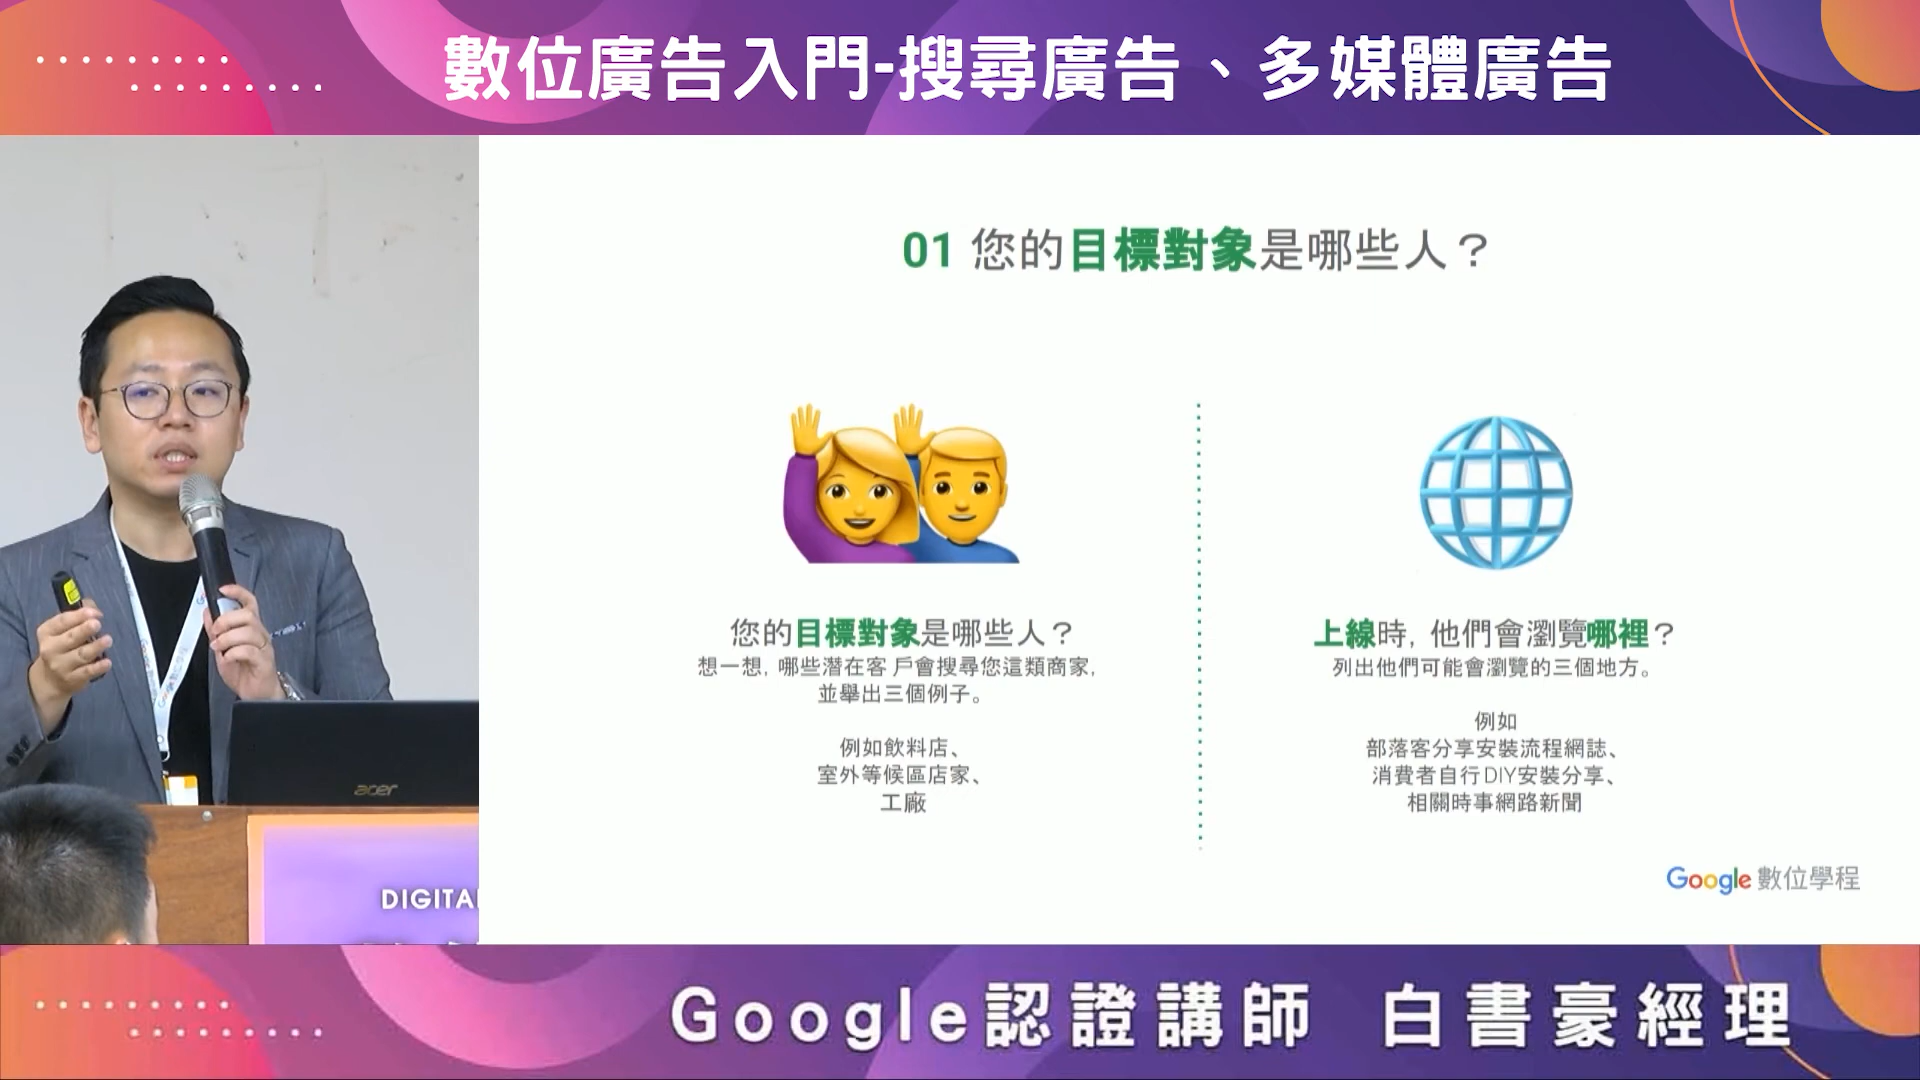 數位廣告入門-搜尋廣告、多媒體廣告
01 您的目標對象是哪些人？
您的目標對象是哪些人？
想一想, 哪些潛在客戶會搜尋您這類商家,
並舉出三個例子。
例如飲料店、
室外等候區店家、
工廠
上線時, 他們會瀏覽哪裡？
列出他們可能會瀏覽的三個地方。
例如
部落客分享安裝流程網誌、
消費者自行DIY安裝分享、
相關時事網路新聞
Google 數位學程
acer
DIGITAL
Google認證講師 白書豪經理